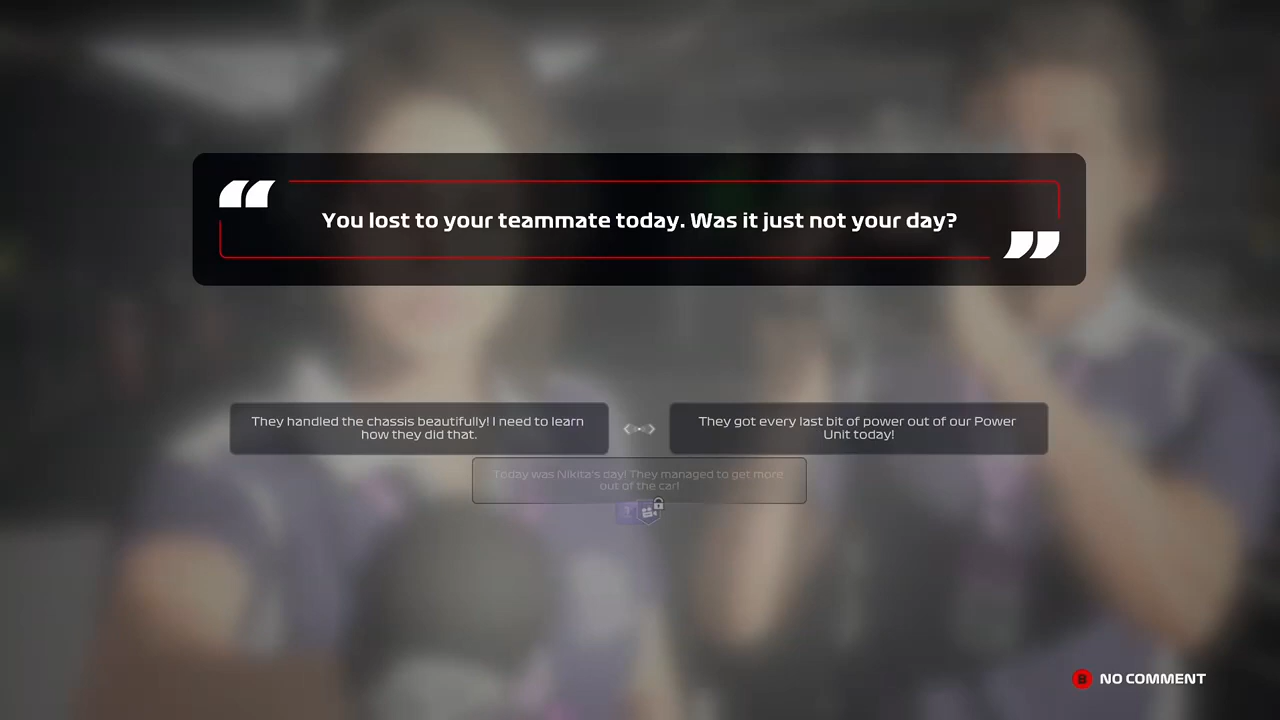 You lost to your teammate today. Was it just not your day?
They handled the chassis beautifully! I need to learn
how they did that.
They got every last bit of power out of our Power
Unit today!
Today was Nikita's day! They managed to get more
out of the car!
B NO COMMENT